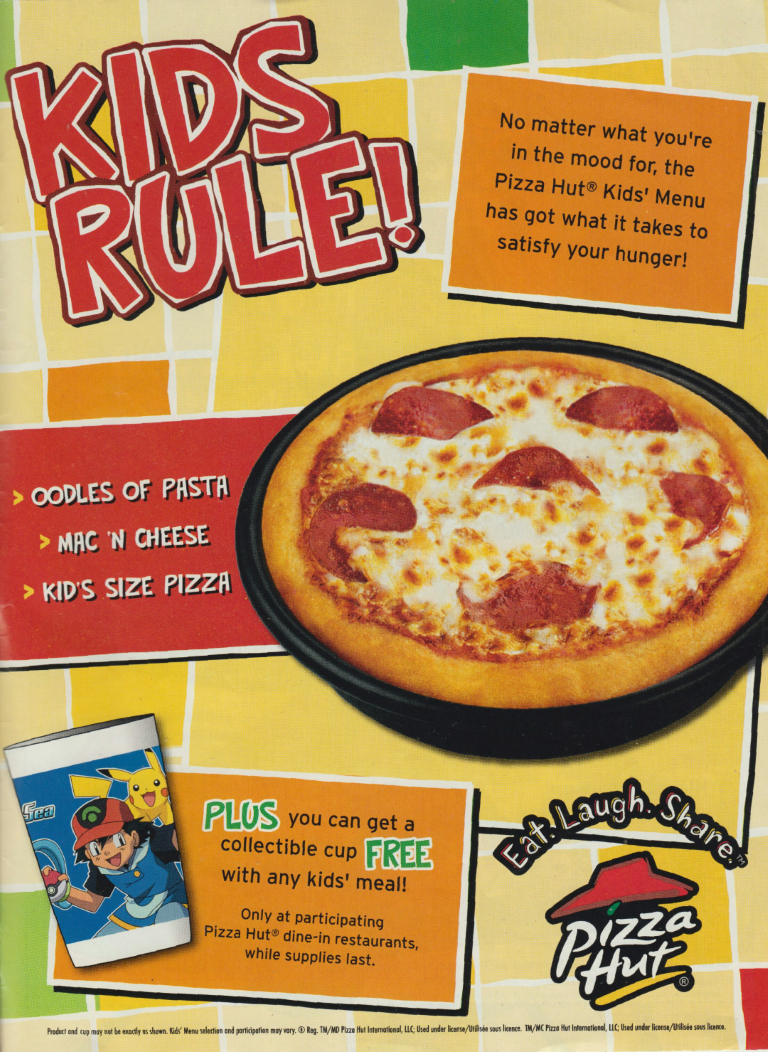 KIDS
RULE!
No matter what you're
in the mood for, the
Pizza Hut® Kids' Menu
has got what it takes to
satisfy your hunger!
> OODLES OF PASTA
> MAC 'N CHEESE
> KID'S SIZE PIZZA
Sea
PLUS you can get a
collectible cup FREE
with any kids' meal!
Only at participating
Pizza Hut® dine-in restaurants,
while supplies last.
Eat. Laugh. Share.™
Pizza
Hut®
Product and cup may not be exactly as shown. Kids' Menu selection and participation may vary. ® Reg. TM/MD Pizza Hut International, LLC; Used under license/Utilisée sous licence. TM/MC Pizza Hut International, LLC; Used under license/Utilisée sous licence.